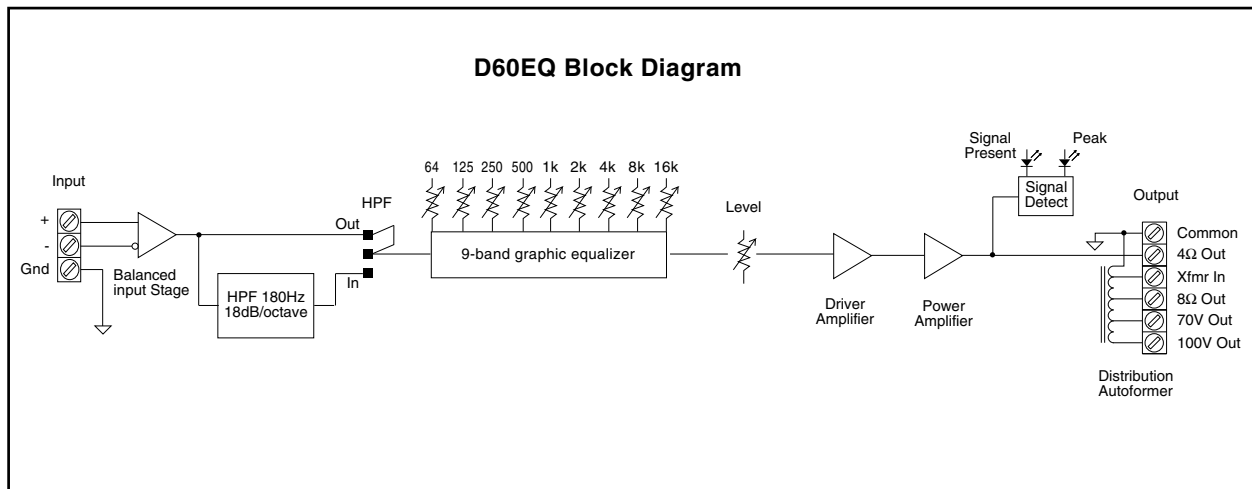 D60EQ Block Diagram
Input
+
-
Gnd
Balanced
input Stage
HPF 180Hz
18dB/octave
HPF
Out
In
64 125 250 500 1k 2k 4k 8k 16k
9-band graphic equalizer
Level
Driver
Amplifier
Power
Amplifier
Signal
Present
Peak
Signal
Detect
Output
Common
4Ω Out
Xfmr In
8Ω Out
70V Out
100V Out
Distribution
Autoformer